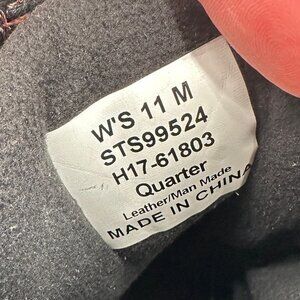 W'S 11 M
STS99524
H17-61803
Quarter
Leather/Man Made
MADE IN CHINA